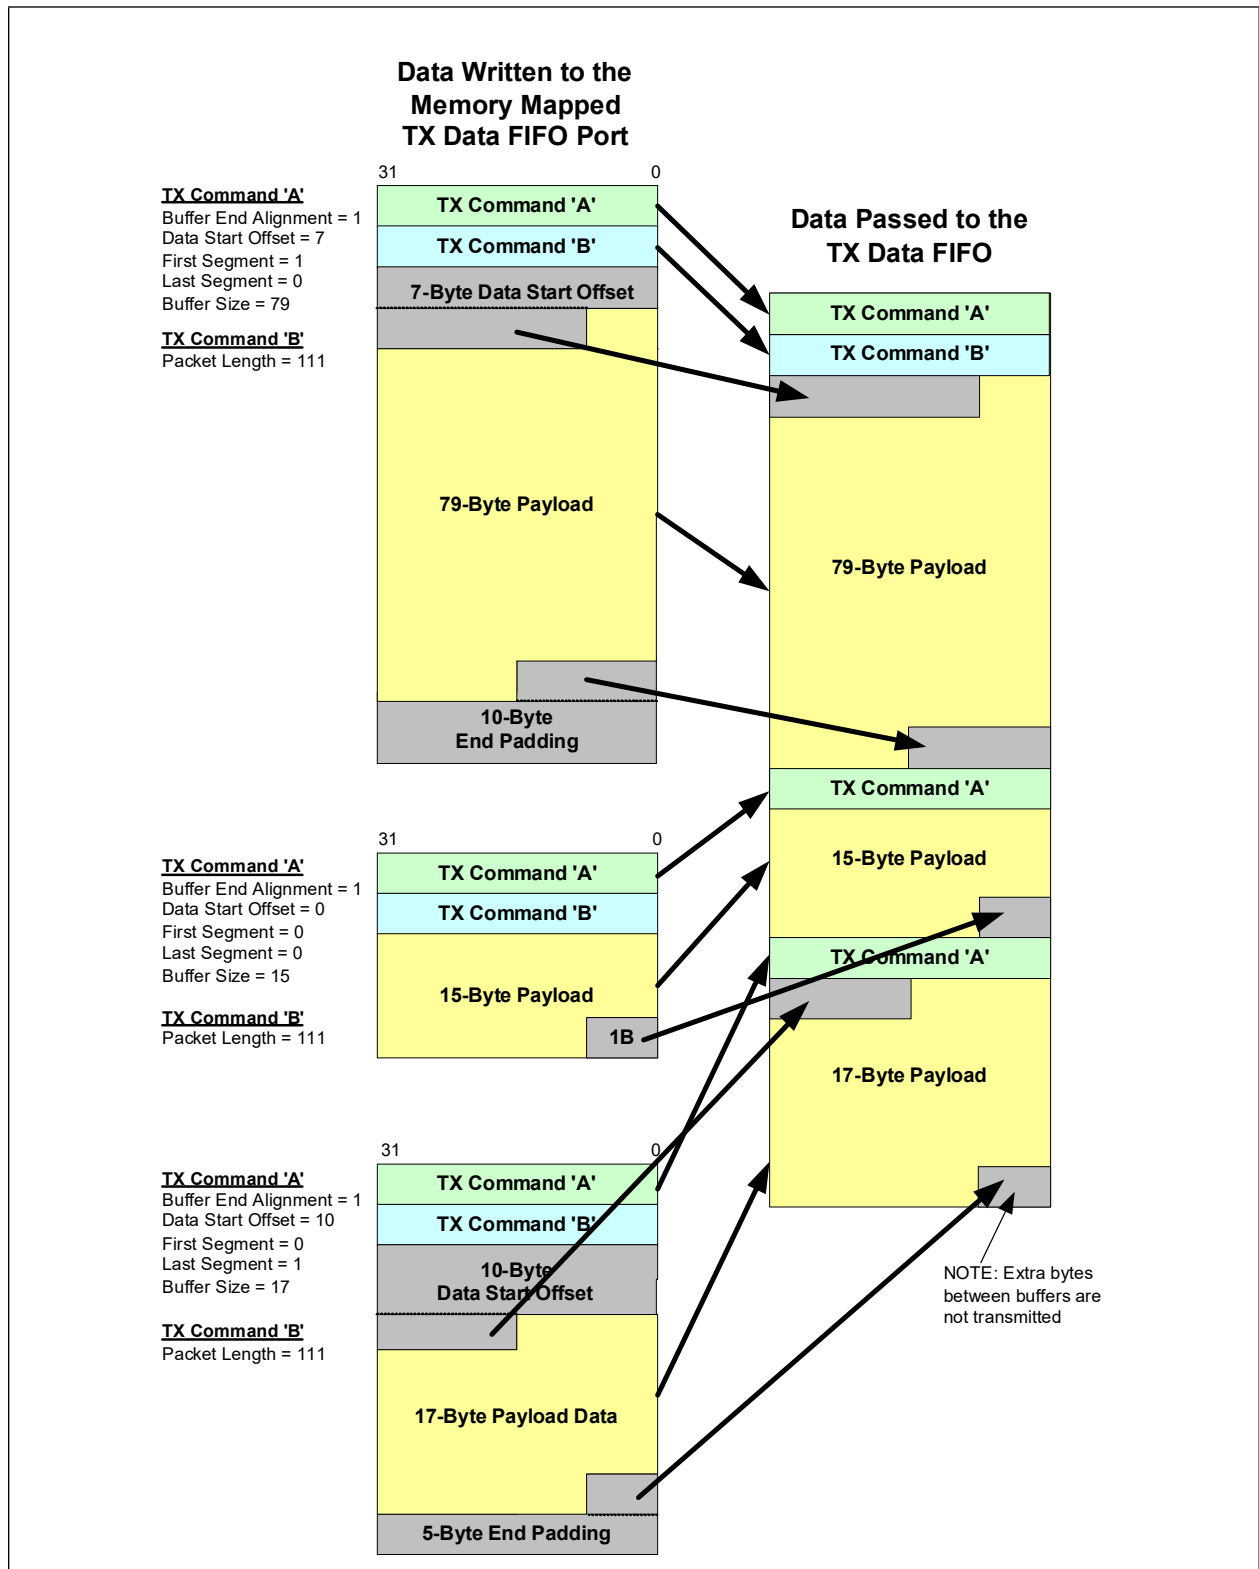 Data Written to the
Memory Mapped
TX Data FIFO Port
31
0
TX Command 'A'
Buffer End Alignment = 1
Data Start Offset = 7
First Segment = 1
Last Segment = 0
Buffer Size = 79
TX Command 'B'
Packet Length = 111
TX Command 'A'
TX Command 'B'
7-Byte Data Start Offset
79-Byte Payload
10-Byte
End Padding
Data Passed to the
TX Data FIFO
TX Command 'A'
TX Command 'B'
79-Byte Payload
TX Command 'A'
15-Byte Payload
TX Command 'A'
17-Byte Payload
NOTE: Extra bytes
between buffers are
not transmitted
31
0
TX Command 'A'
Buffer End Alignment = 1
Data Start Offset = 0
First Segment = 0
Last Segment = 0
Buffer Size = 15
TX Command 'B'
Packet Length = 111
TX Command 'A'
TX Command 'B'
15-Byte Payload
1B
31
0
TX Command 'A'
Buffer End Alignment = 1
Data Start Offset = 10
First Segment = 0
Last Segment = 1
Buffer Size = 17
TX Command 'B'
Packet Length = 111
TX Command 'A'
TX Command 'B'
10-Byte
Data Start Offset
17-Byte Payload Data
5-Byte End Padding